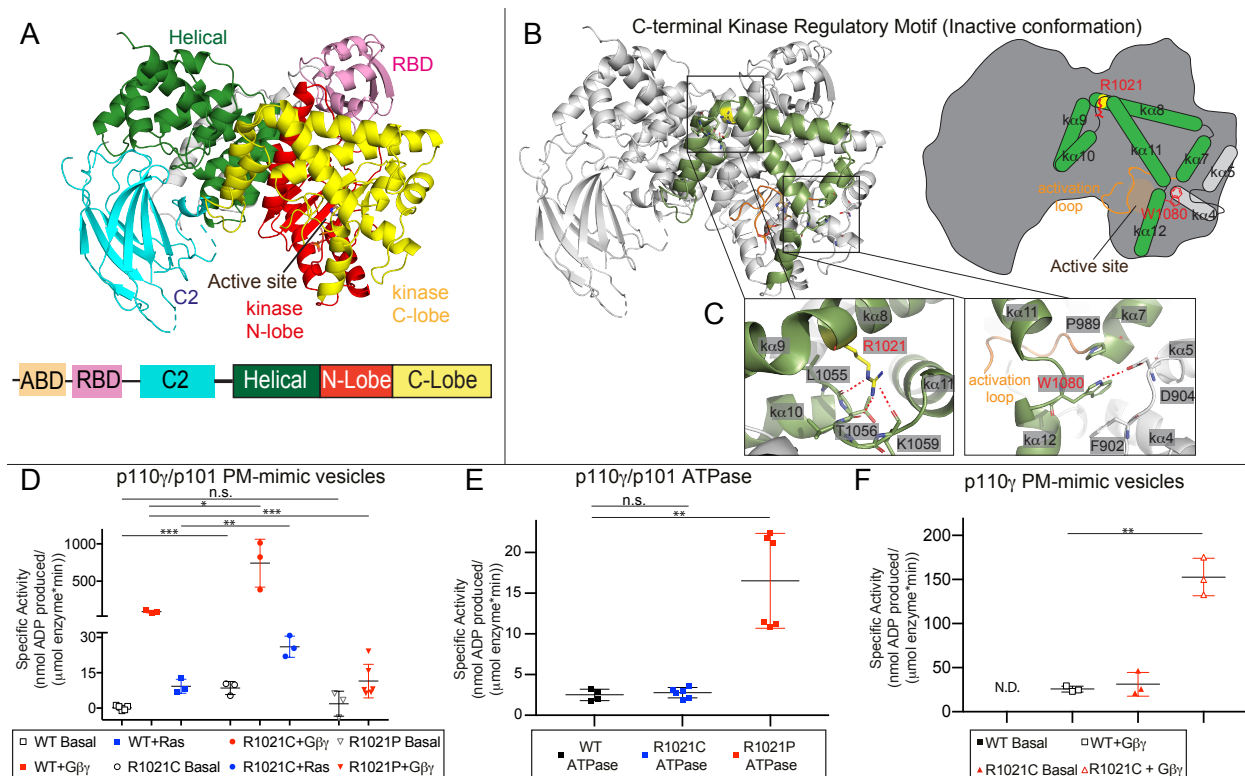 A
Helical
RBD
C2
Active site
kinase
N-lobe
kinase
C-lobe
ABD RBD C2 Helical N-Lobe C-Lobe
B
C-terminal Kinase Regulatory Motif (Inactive conformation)
R1021
kα8
kα9
kα11
kα10
kα7
kα5
activation
loop
W1080
kα4
kα12
Active site
C
kα8
kα9
R1021
L1055
kα11
kα10
T1056
K1059
kα11
P989
kα7
kα5
W1080
activation
loop
D904
kα12
F902
kα4
D
p110γ/p101 PM-mimic vesicles
n.s.
*
***
**
***
Specific Activity
(nmol ADP produced/
(μmol enzyme*min))
1000
500
30
15
0
WT Basal WT+Ras R1021C+Gβγ R1021P Basal
WT+Gβγ R1021C Basal R1021C+Ras R1021P+Gβγ
E
p110γ/p101 ATPase
n.s.
**
Specific Activity
(nmol ADP produced/
(μmol enzyme*min))
20
15
10
5
0
WT R1021C R1021P
ATPase ATPase ATPase
F
p110γ PM-mimic vesicles
**
Specific Activity
(nmol ADP produced/
(μmol enzyme*min))
200
150
100
50
0
N.D.
WT Basal WT+Gβγ
R1021C Basal R1021C + Gβγ